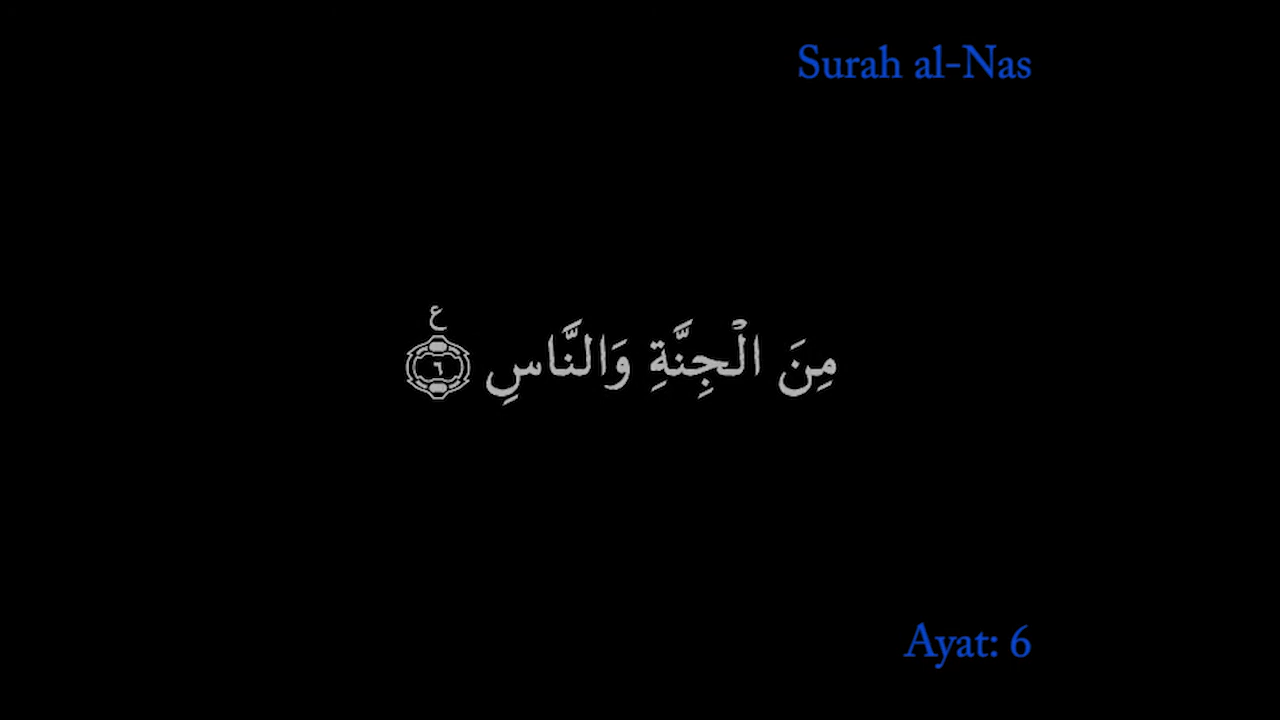 Surah al-Nas
مِنَ الْجِنَّةِ وَالنَّاسِ ٦ ع
Ayat: 6